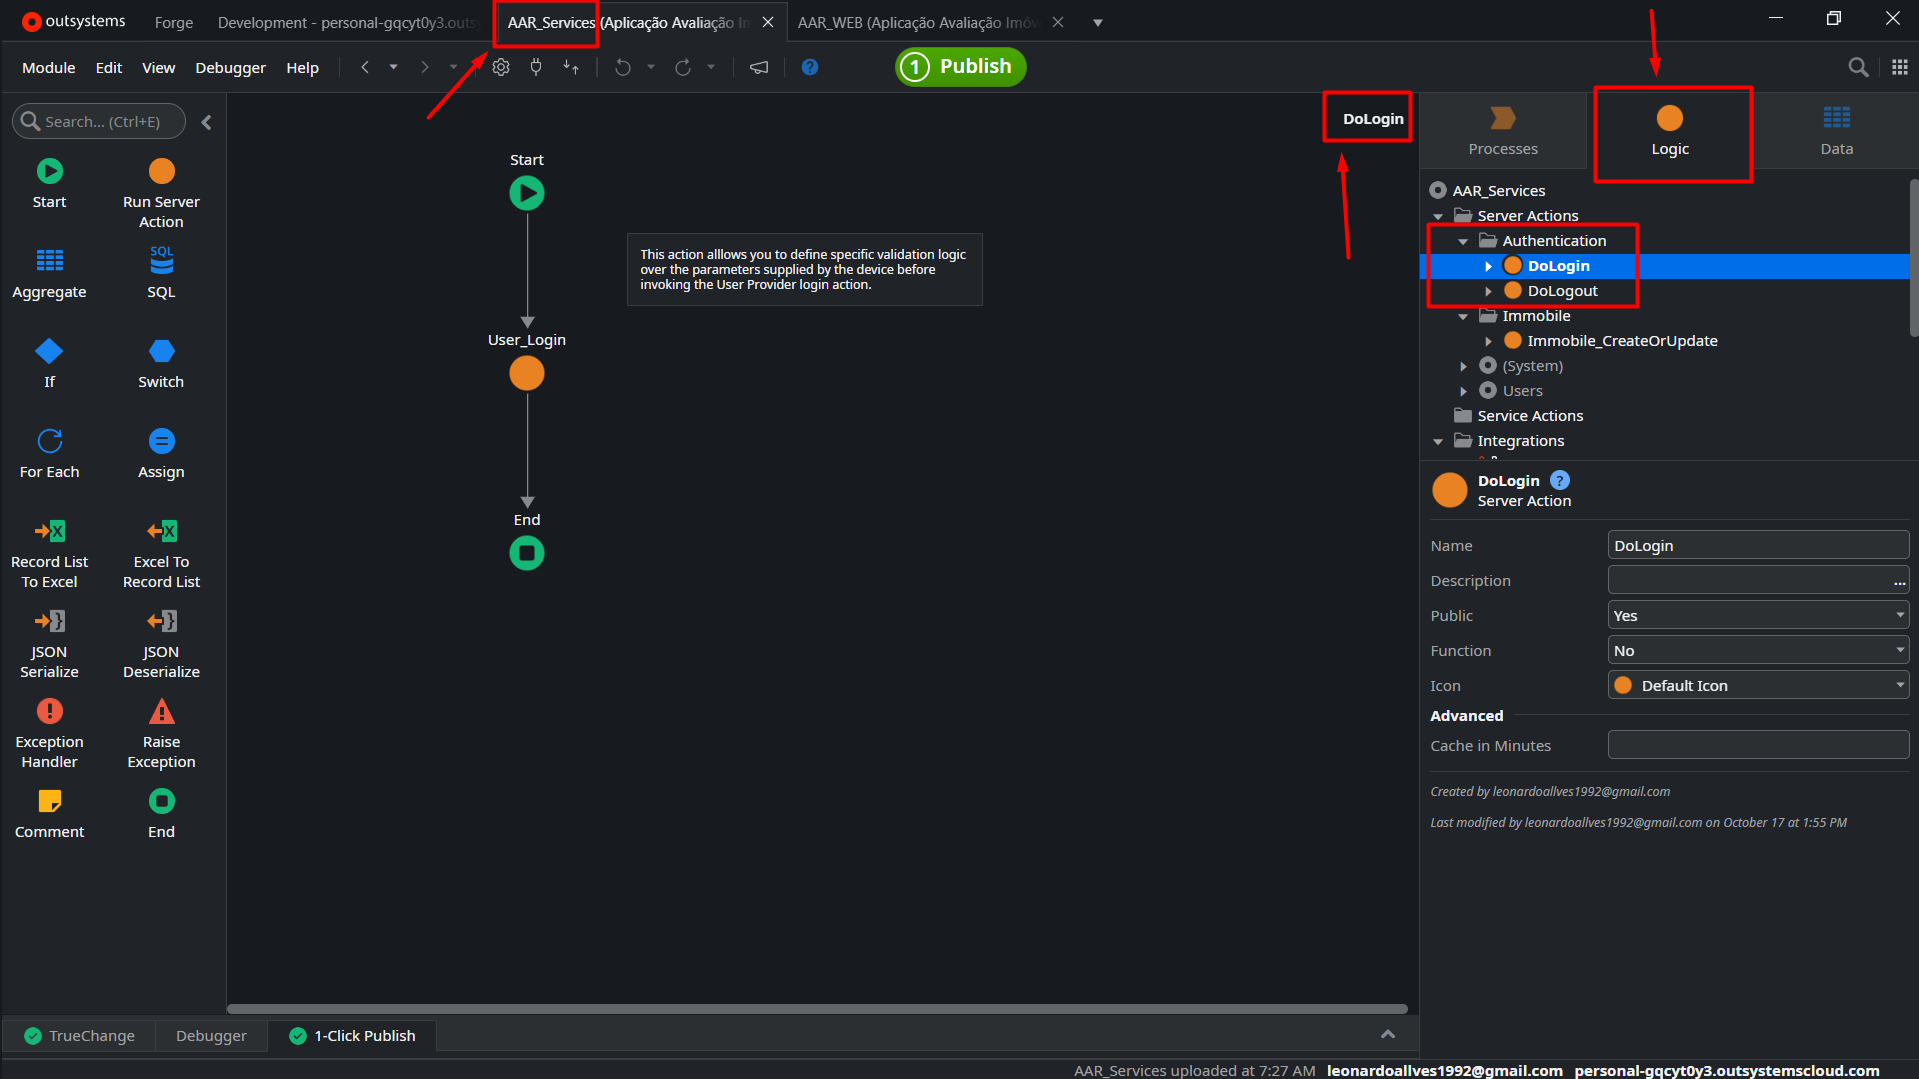 outsystems
Forge
Development - personal-gqcyt0y3.outsy
AAR_Services (Aplicação Avaliação Im
AAR_WEB (Aplicação Avaliação Imóv
Module
Edit
View
Debugger
Help
1 Publish
Search... (Ctrl+E)
Start
Run Server
Action
Aggregate
SQL
SQL
If
Switch
For Each
Assign
Record List
To Excel
Excel To
Record List
JSON
Serialize
JSON
Deserialize
Exception
Handler
Raise
Exception
Comment
End
DoLogin
Start
This action alllows you to define specific validation logic
over the parameters supplied by the device before
invoking the User Provider login action.
User_Login
End
Processes
Logic
Data
AAR_Services
Server Actions
Authentication
DoLogin
DoLogout
Immobile
Immobile_CreateOrUpdate
(System)
Users
Service Actions
Integrations
DoLogin ?
Server Action
Name
DoLogin
Description
...
Public
Yes
Function
No
Icon
Default Icon
Advanced
Cache in Minutes
Created by leonardoallves1992@gmail.com
Last modified by leonardoallves1992@gmail.com on October 17 at 1:55 PM
TrueChange
Debugger
1-Click Publish
AAR_Services uploaded at 7:27 AM
leonardoallves1992@gmail.com
personal-gqcyt0y3.outsystemscloud.com